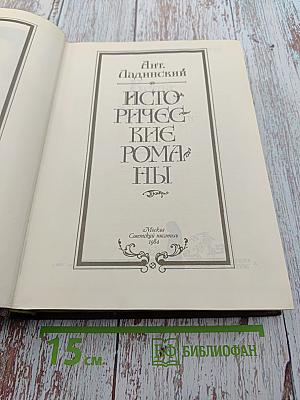 Ант.
Ладинский
ИСТО-
РИЧЕС-
КИЕ
РОМА-
НЫ
Москва
Советский писатель
1984
15 см.
БИБЛИОФАН